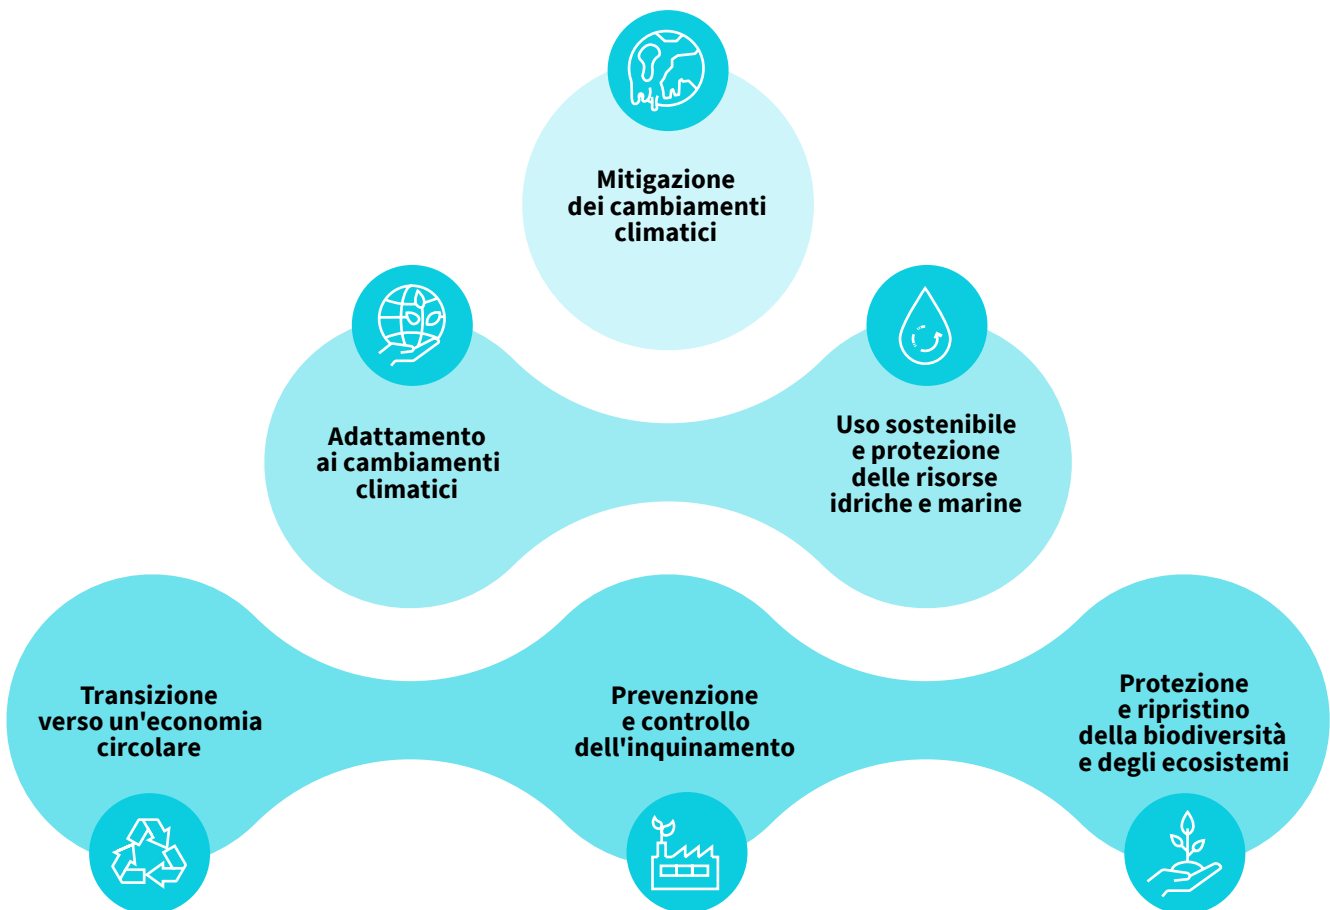 Mitigazione
dei cambiamenti
climatici
Adattamento
ai cambiamenti
climatici
Uso sostenibile
e protezione
delle risorse
idriche e marine
Transizione
verso un'economia
circolare
Prevenzione
e controllo
dell'inquinamento
Protezione
e ripristino
della biodiversità
e degli ecosistemi